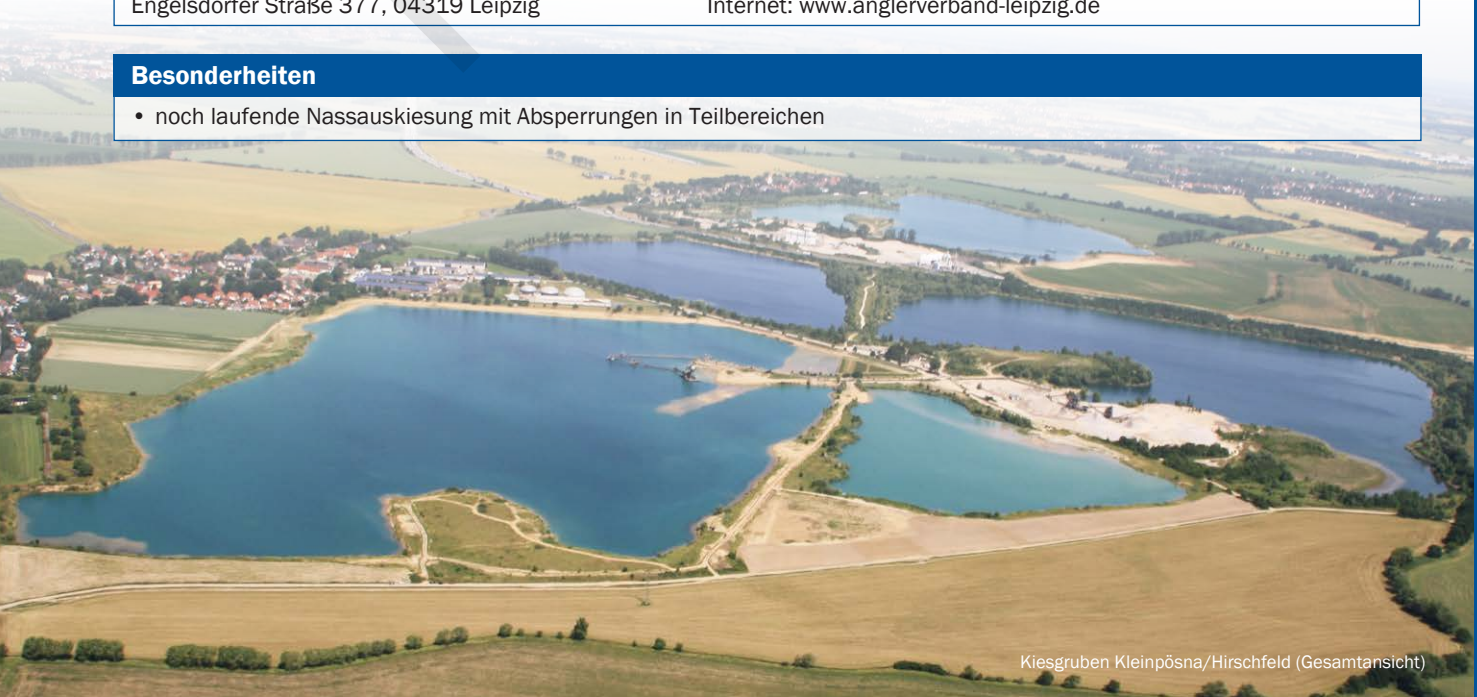 Engelsdorfer Straße 377, 04319 Leipzig Internet: www.anglerverband-leipzig.de
Besonderheiten
• noch laufende Nassauskiesung mit Absperrungen in Teilbereichen
Kiesgruben Kleinpösna/Hirschfeld (Gesamtansicht)